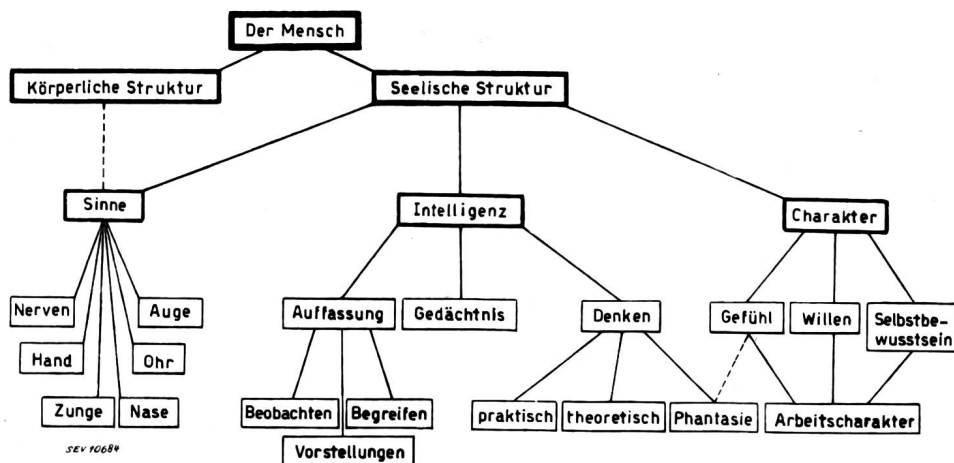 Der Mensch
Körperliche Struktur
Seelische Struktur
Sinne
Intelligenz
Charakter
Nerven
Auge
Auffassung
Gedächtnis
Denken
Gefühl
Willen
Selbstbe-
wusstsein
Hand
Ohr
Zunge
Nase
Beobachten
Begreifen
praktisch
theoretisch
Phantasie
Arbeitscharakter
Vorstellungen
SEV 10684